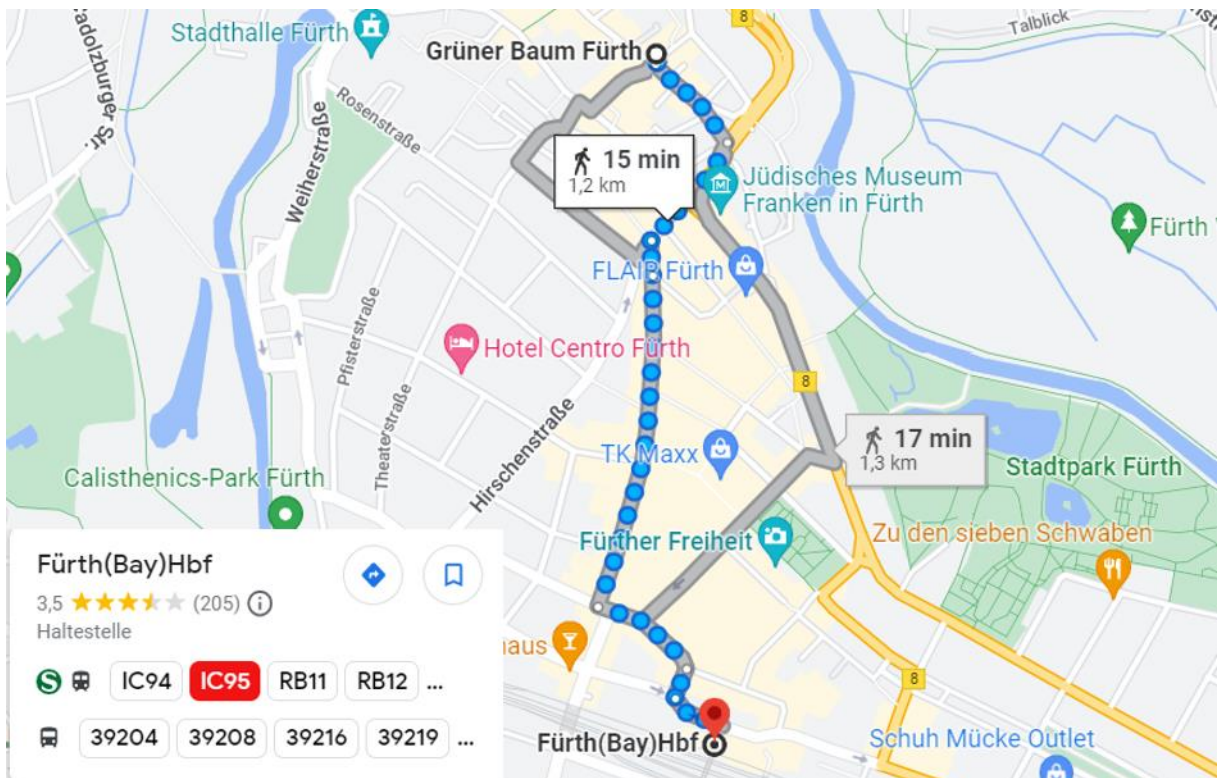 8
Talblick
Stadthalle Fürth
Grüner Baum Fürth
Rosenstraße
Weiherstraße
15 min
1,2 km
Jüdisches Museum
Franken in Fürth
Fürth
FLAIR Fürth
Pfisterstraße
Hotel Centro Fürth
8
Theaterstraße
Hirschenstraße
17 min
1,3 km
TK Maxx
Stadtpark Fürth
Calisthenics-Park Fürth
Fürther Freiheit
Zu den sieben Schwaben
Fürth(Bay)Hbf
3,5 (205)
Haltestelle
aus
S IC94 IC95 RB11 RB12 ...
8
39204 39208 39216 39219 ...
Fürth(Bay)Hbf
Schuh Mücke Outlet